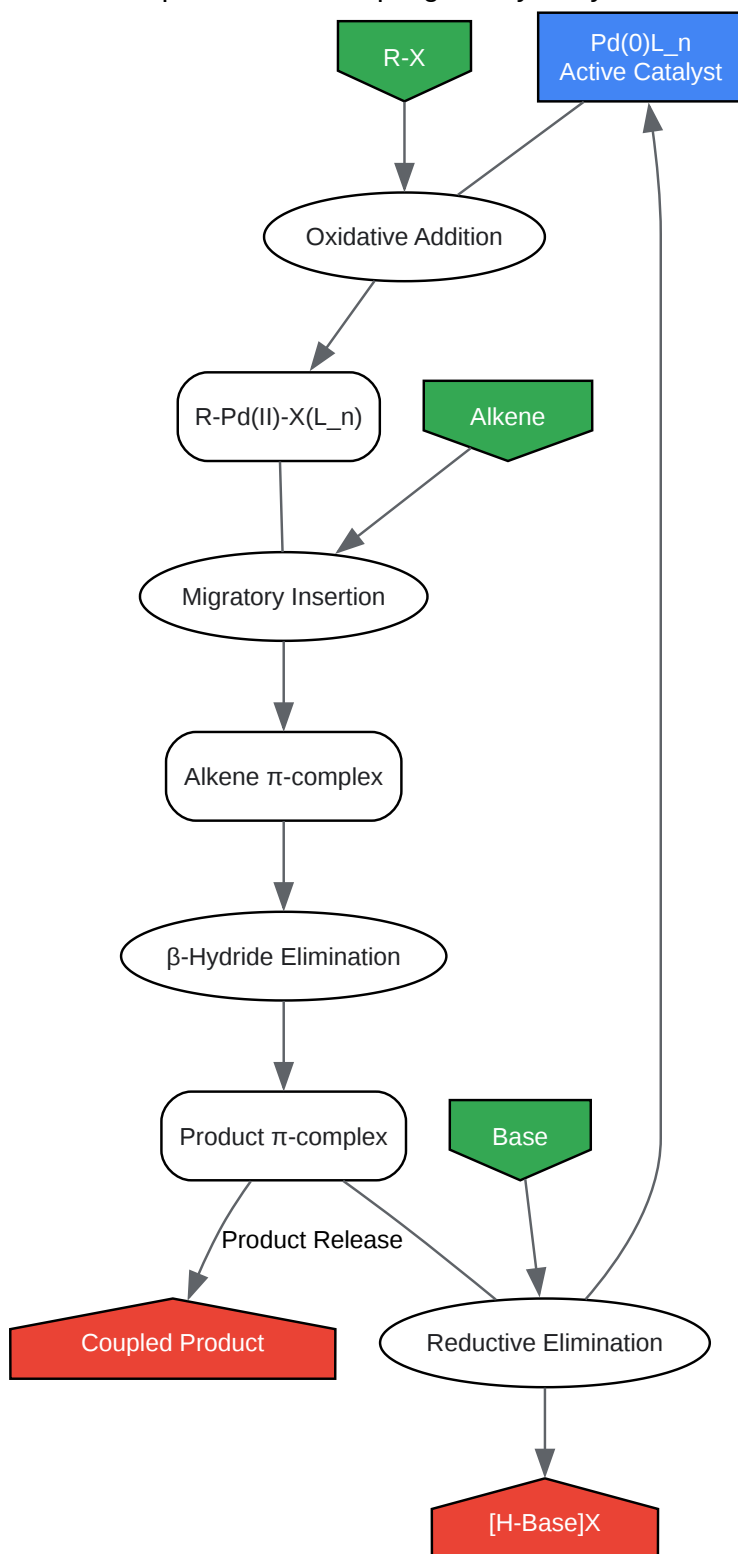 R-X
Pd(0)L_n
Active Catalyst
Oxidative Addition
R-Pd(II)-X(L_n)
Alkene
Migratory Insertion
Alkene π-complex
β-Hydride Elimination
Product π-complex
Base
Product Release
Coupled Product
Reductive Elimination
[H-Base]X